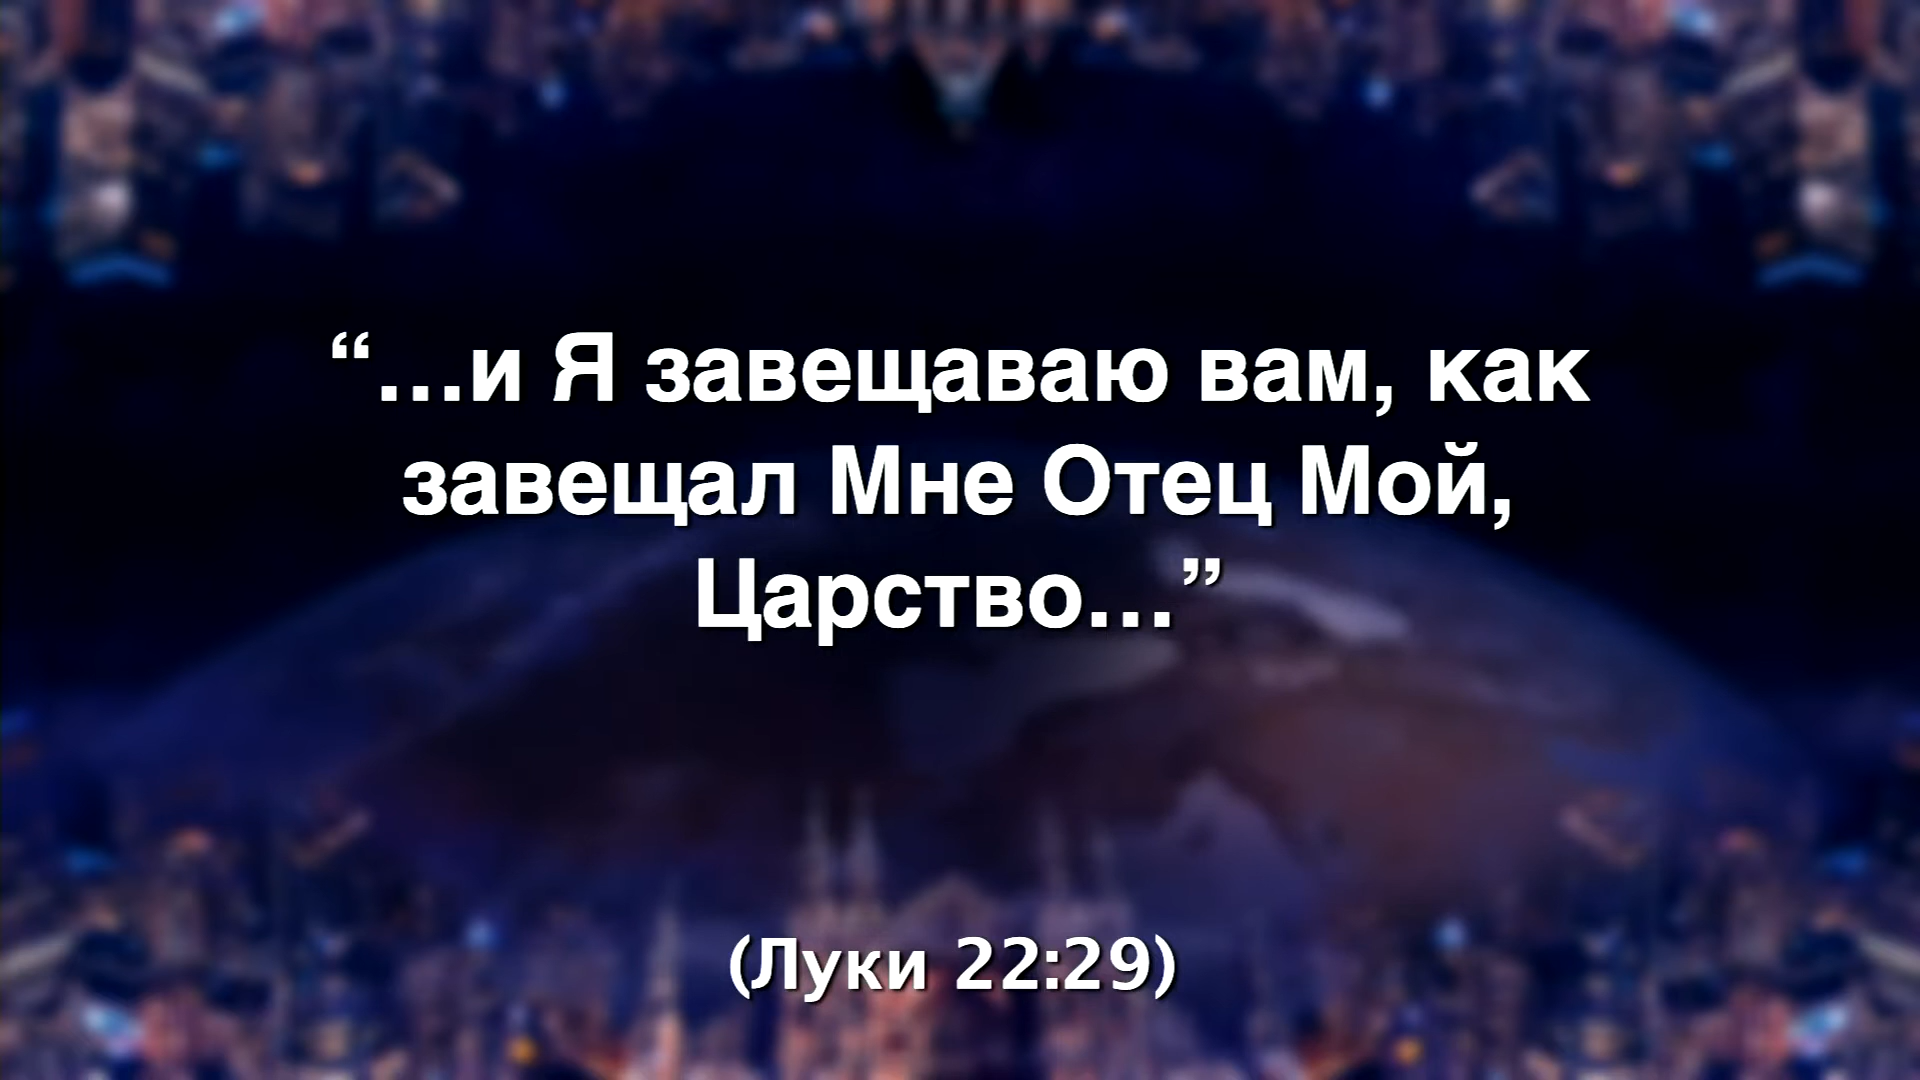 “...и Я завещаваю вам, как
завещал Мне Отец Мой,
Царство...”
(Луки 22:29)